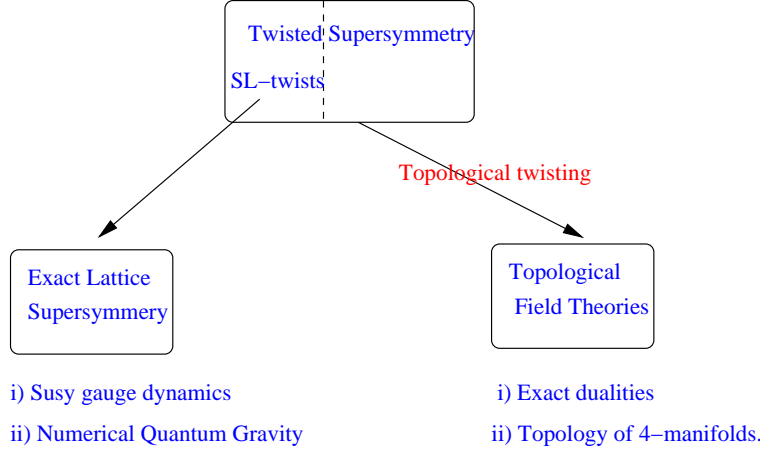 Twisted Supersymmetry
SL−twists
Topological twisting
Exact Lattice
Supersymmery
Topological
Field Theories
i) Susy gauge dynamics
ii) Numerical Quantum Gravity
i) Exact dualities
ii) Topology of 4−manifolds.